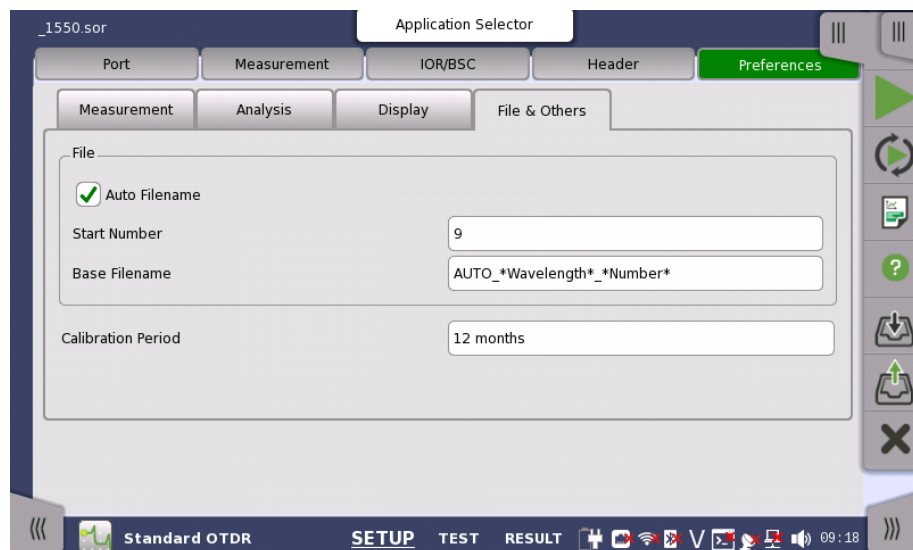 _1550.sor
Application Selector
Port Measurement IOR/BSC Header Preferences
Measurement Analysis Display File & Others
File
Auto Filename
Start Number 9
Base Filename AUTO_*Wavelength*_*Number*
Calibration Period 12 months
Standard OTDR SETUP TEST RESULT 09:18